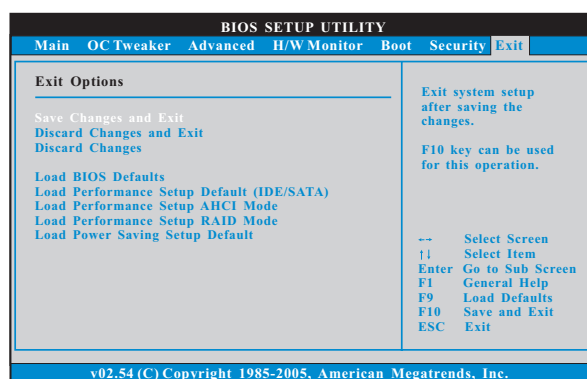 BIOS SETUP UTILITY
Main OC Tweaker Advanced H/W Monitor Boot Security Exit
Exit Options
Save Changes and Exit
Discard Changes and Exit
Discard Changes
Load BIOS Defaults
Load Performance Setup Default (IDE/SATA)
Load Performance Setup AHCI Mode
Load Performance Setup RAID Mode
Load Power Saving Setup Default
Exit system setup
after saving the
changes.
F10 key can be used
for this operation.
←→ Select Screen
↑↓ Select Item
Enter Go to Sub Screen
F1 General Help
F9 Load Defaults
F10 Save and Exit
ESC Exit
v02.54 (C) Copyright 1985-2005, American Megatrends, Inc.